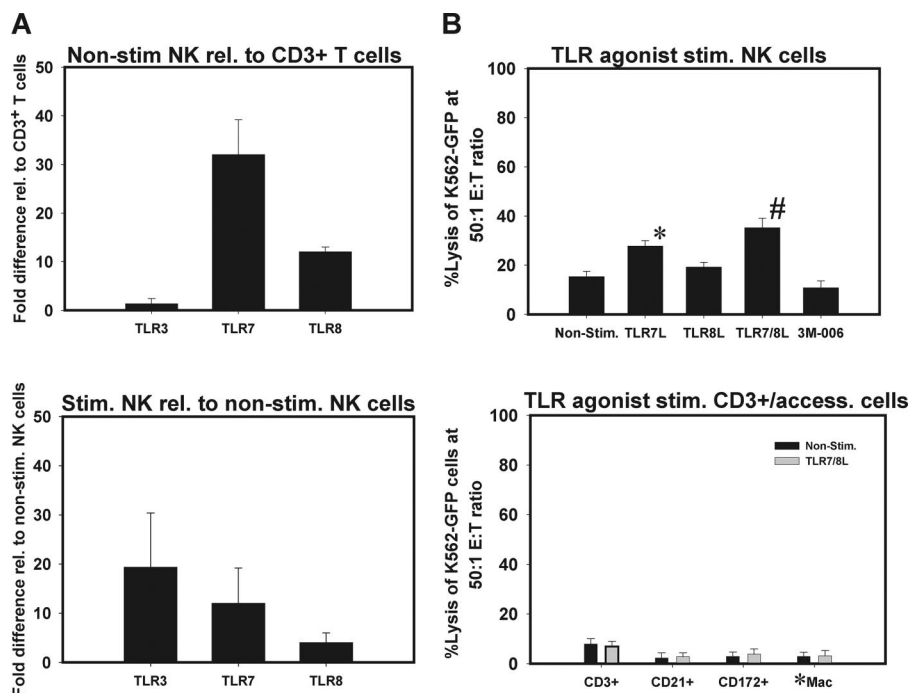 A
Non-stim NK rel. to CD3+ T cells
Fold difference rel. to CD3+ T cells
50
40
30
20
10
0
TLR3 TLR7 TLR8
Stim. NK rel. to non-stim. NK cells
Fold difference rel. to non-stim. NK cells
50
40
30
20
10
0
TLR3 TLR7 TLR8
B
TLR agonist stim. NK cells
%Lysis of K562-GFP at
50:1 E:T ratio
100
80
60
40
20
0
*
#
Non-Stim. TLR7L TLR8L TLR7/8L 3M-006
TLR agonist stim. CD3+/access. cells
%Lysis of K562-GFP cells at
50:1 E:T ratio
100
80
60
40
20
0
Non-Stim.
TLR7/8L
CD3+ CD21+ CD172+ *Mac